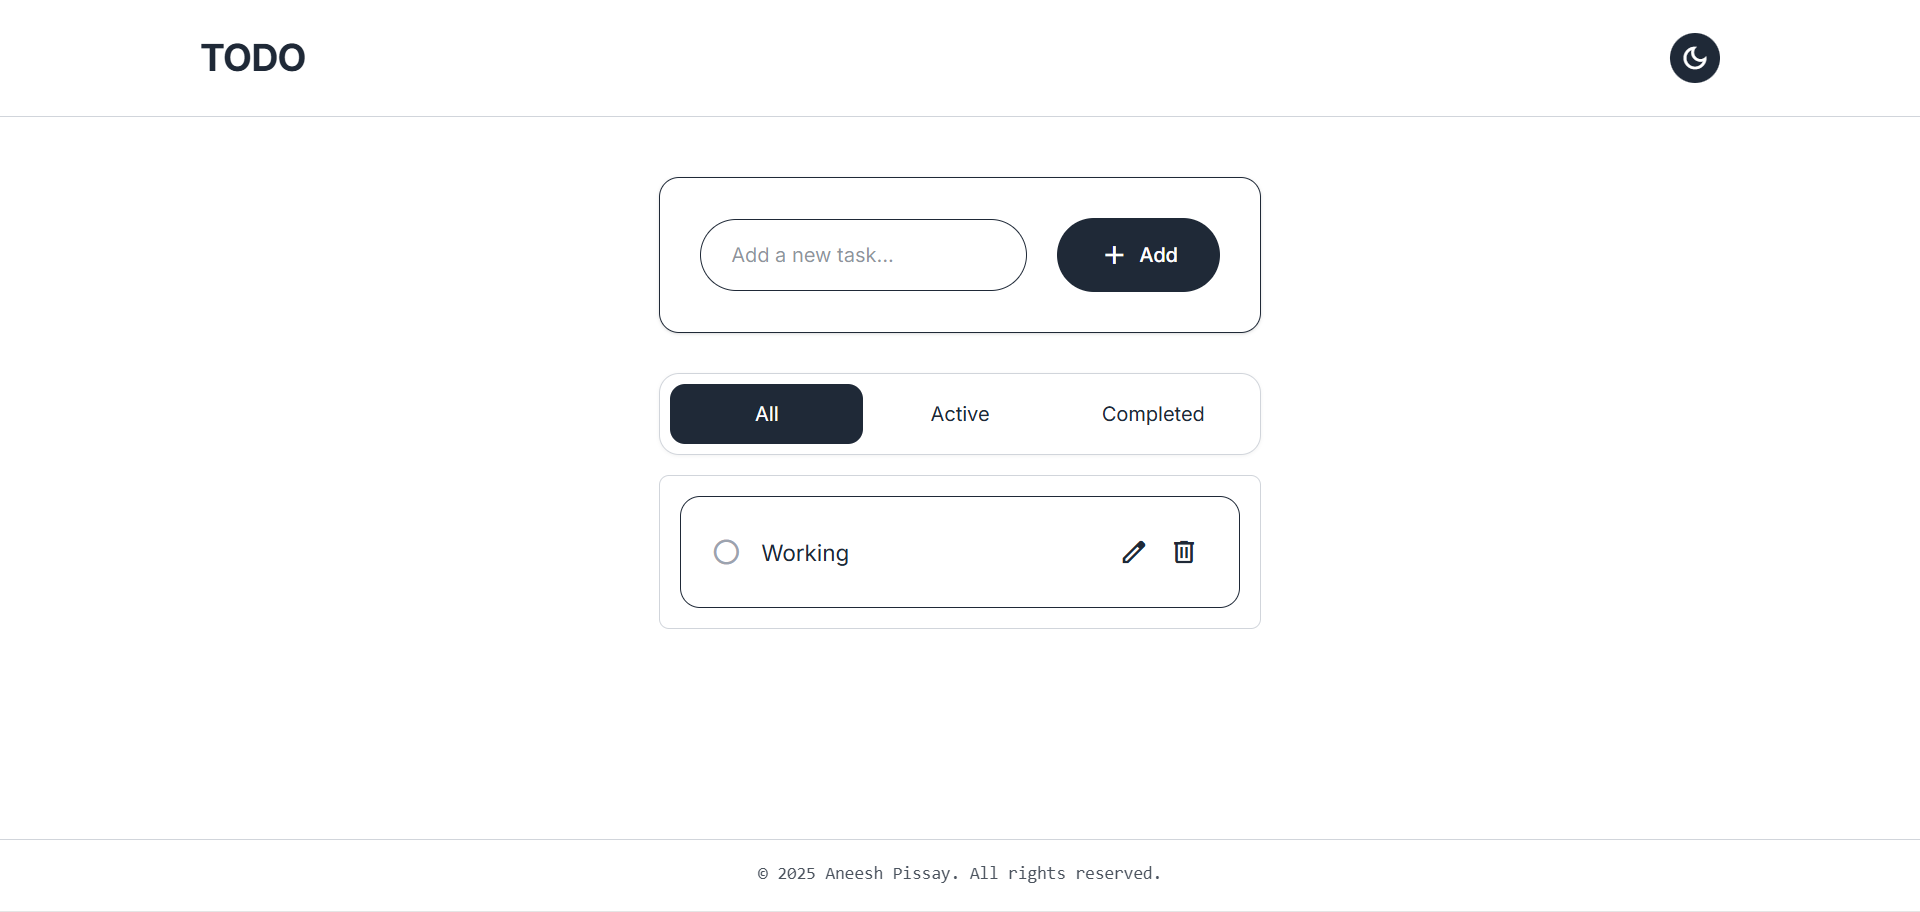 TODO
Add a new task...
Add
All
Active
Completed
Working
© 2025 Aneesh Pissay. All rights reserved.